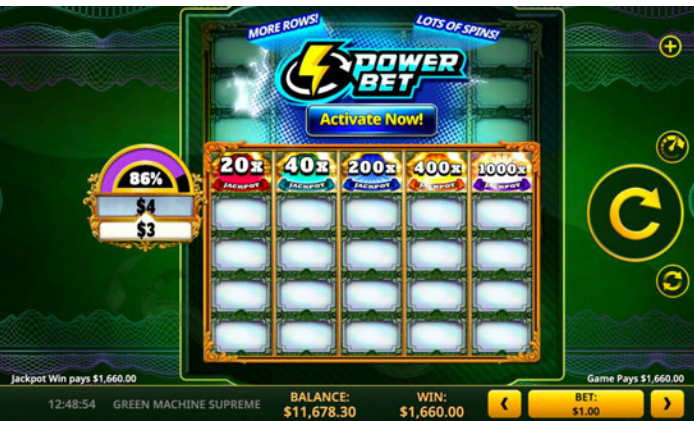 MORE ROWS!
LOTS OF SPINS!
POWER
BET
Activate Now!
20x
40x
200x
400x
1000x
JACKPOT
JACKPOT
JACKPOT
JACKPOT
JACKPOT
86%
$4
$3
Jackpot Win pays $1,660.00
Game Pays $1,660.00
12:48:54
GREEN MACHINE SUPREME
BALANCE:
$11,678.30
WIN:
$1,660.00
BET:
$1.00